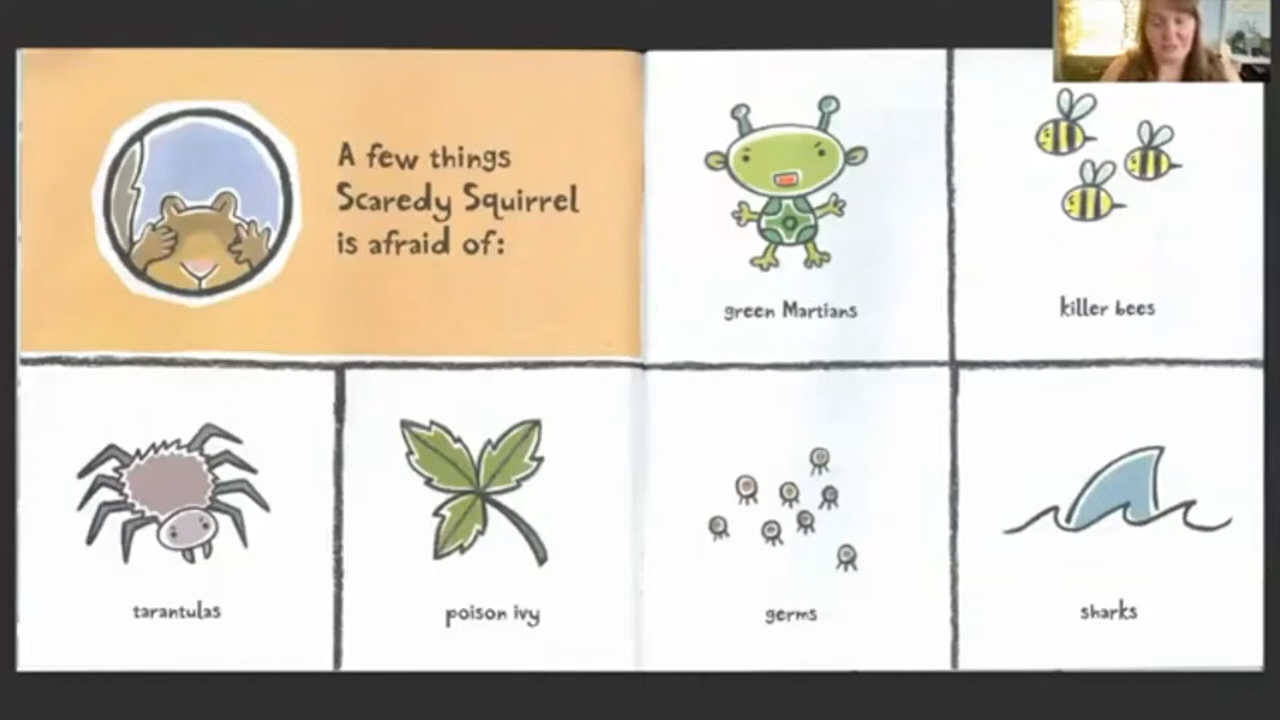 A few things
Scaredy Squirrel
is afraid of:
green Martians
killer bees
tarantulas
poison ivy
germs
sharks